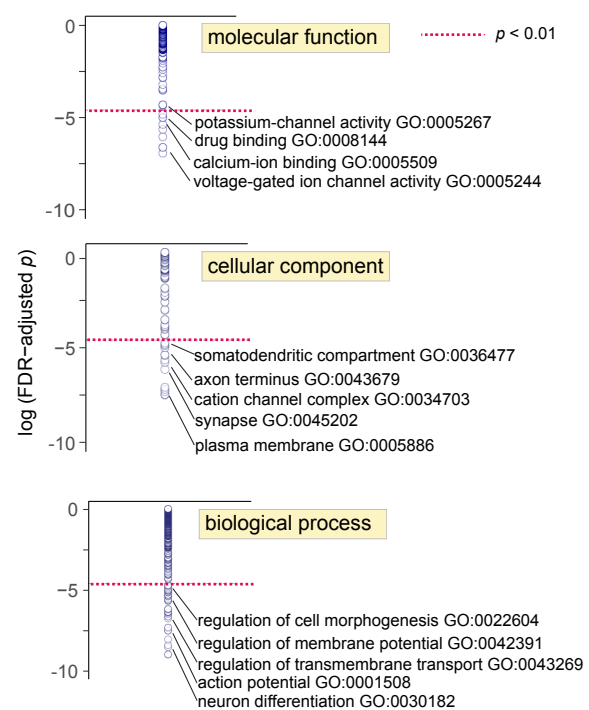 0
molecular function
p < 0.01
-5
potassium-channel activity GO:0005267
drug binding GO:0008144
calcium-ion binding GO:0005509
voltage-gated ion channel activity GO:0005244
-10
log (FDR−adjusted p)
0
cellular component
-5
somatodendritic compartment GO:0036477
axon terminus GO:0043679
cation channel complex GO:0034703
synapse GO:0045202
-10
plasma membrane GO:0005886
0
biological process
−5
regulation of cell morphogenesis GO:0022604
regulation of membrane potential GO:0042391
regulation of transmembrane transport GO:0043269
-10
action potential GO:0001508
neuron differentiation GO:0030182